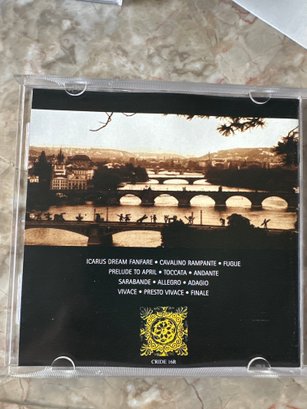 ICARUS DREAM FANFARE • CAVALINO RAMPANTE • FUGUE
PRELUDE TO APRIL • TOCCATA • ANDANTE
SARABANDE • ALLEGRO • ADAGIO
VIVACE • PRESTO VIVACE • FINALE
CRIDE 16R